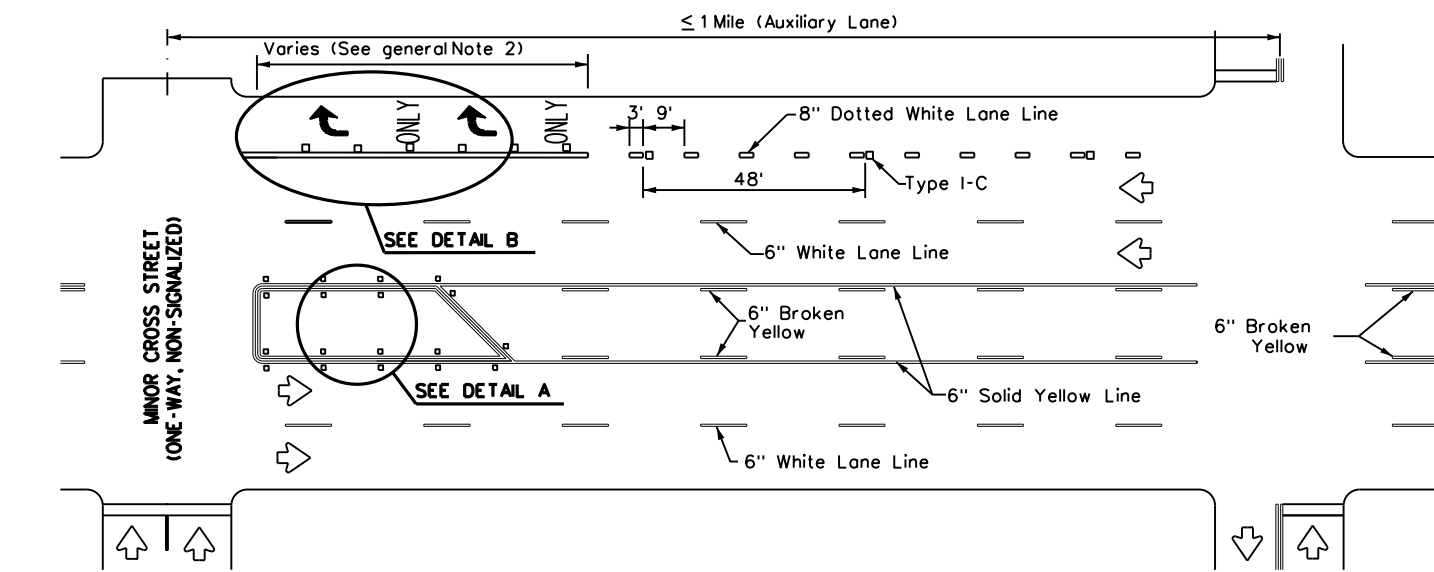 ≤ 1 Mile (Auxiliary Lane)
Varies (See general Note 2)
ONLY
ONLY
3' 9'
8" Dotted White Lane Line
48'
Type I-C
SEE DETAIL B
6" White Lane Line
MINOR CROSS STREET
(ONE-WAY, NON-SIGNALIZED)
6" Broken
Yellow
6" Broken
Yellow
SEE DETAIL A
6" Solid Yellow Line
6" White Lane Line